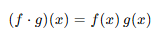 (f · g)(x) = f(x) g(x)